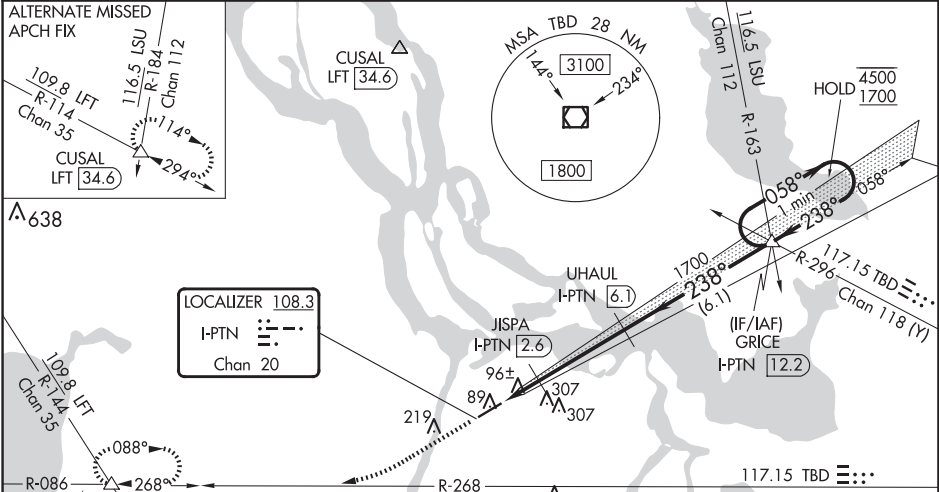 ALTERNATE MISSED
APCH FIX
109.8 LFT
R-114
Chan 35
116.5 LSU
R-184
Chan 112
114°
294°
CUSAL
LFT 34.6
638
CUSAL
LFT 34.6
MSA TBD 28 NM
144°
3100
234°
1800
116.5 LSU
Chan 112
R-163
HOLD
4500
1700
058°
1 min
238°
058°
117.15 TBD
R-296
Chan 118 (Y)
1700
238°
(6.1)
UHAUL
I-PTN 6.1
(IF/IAF)
GRICE
I-PTN 12.2
JISPA
I-PTN 2.6
LOCALIZER 108.3
I-PTN
Chan 20
96±
89
307
307
219
109.8 LFT
R-144
Chan 35
088°
R-086
268°
R-268
117.15 TBD